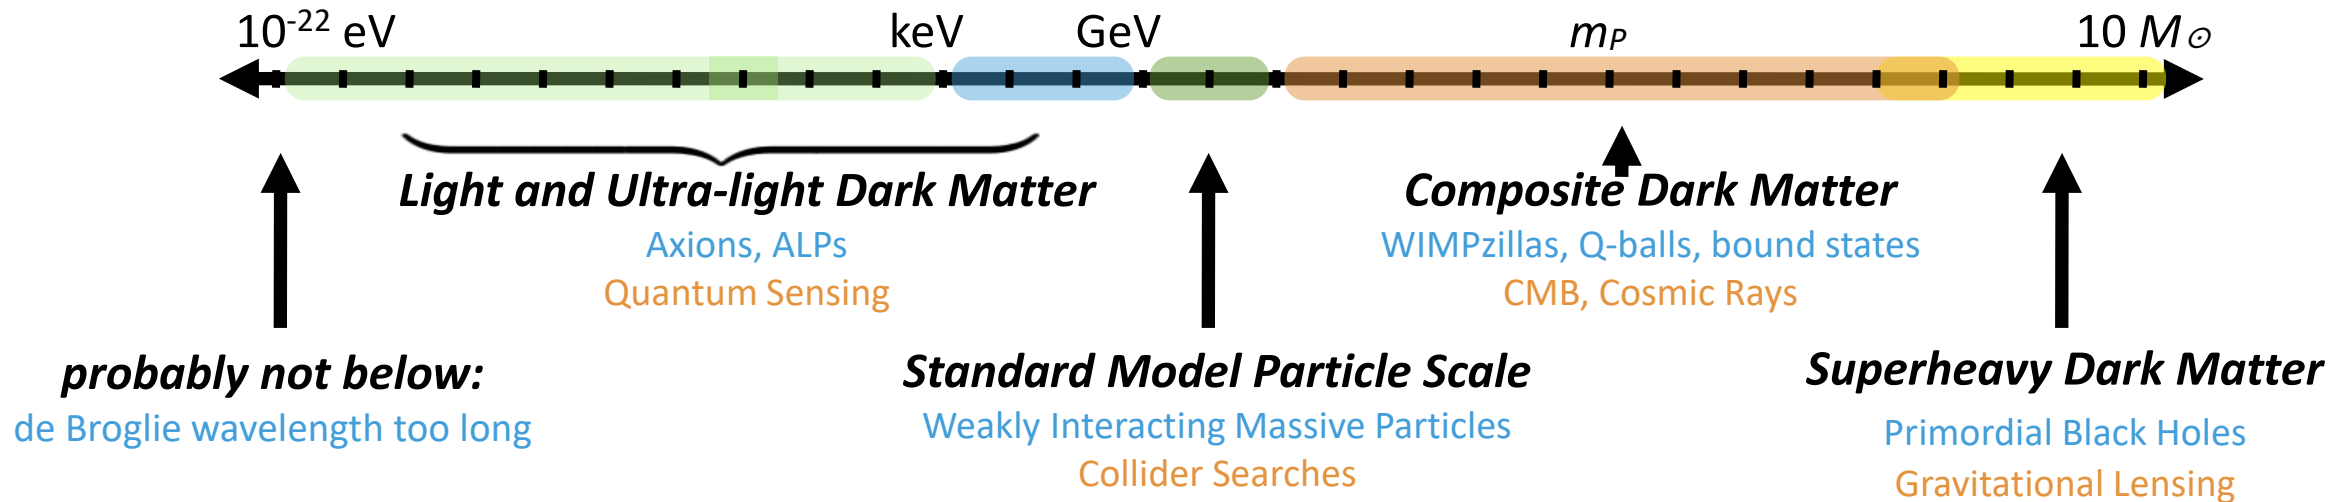 10⁻²² eV
keV
GeV
mₚ
10 M☉
Light and Ultra-light Dark Matter
Axions, ALPs
Quantum Sensing
Composite Dark Matter
WIMPzillas, Q-balls, bound states
CMB, Cosmic Rays
probably not below:
de Broglie wavelength too long
Standard Model Particle Scale
Weakly Interacting Massive Particles
Collider Searches
Superheavy Dark Matter
Primordial Black Holes
Gravitational Lensing